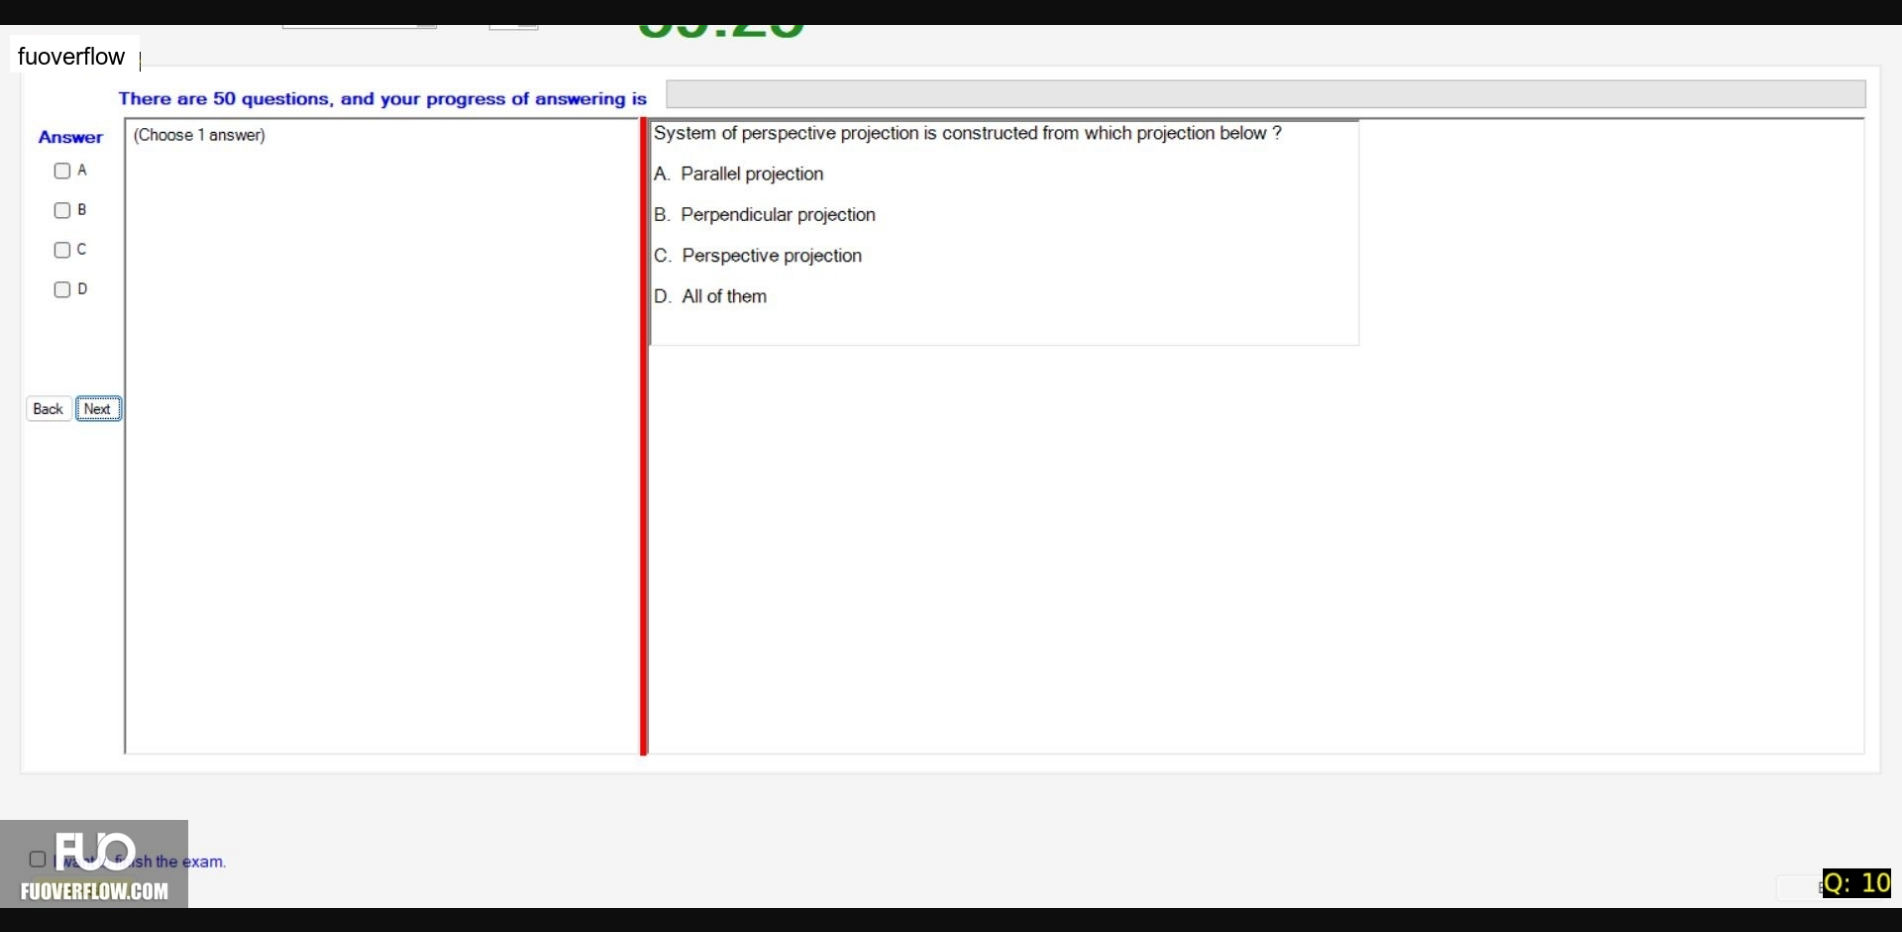 fuoverflow
There are 50 questions, and your progress of answering is
Answer
(Choose 1 answer)
A
B
C
D
Back Next
System of perspective projection is constructed from which projection below ?
A. Parallel projection
B. Perpendicular projection
C. Perspective projection
D. All of them
FUO
sh the exam.
FUOVERFLOW.COM
Q: 10